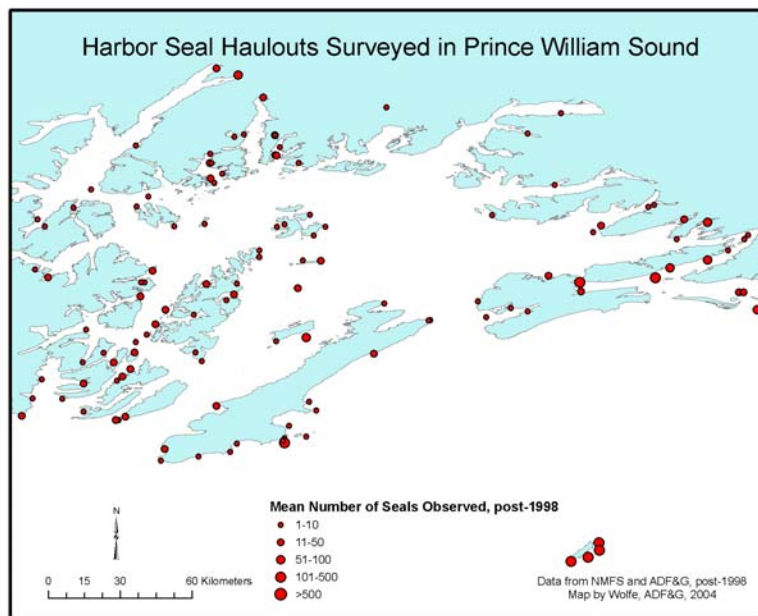 Harbor Seal Haulouts Surveyed in Prince William Sound
N
0 15 30 60 Kilometers
Mean Number of Seals Observed, post-1998
1-10
11-50
51-100
101-500
>500
Data from NMFS and ADF&G, post-1998
Map by Wolfe, ADF&G, 2004